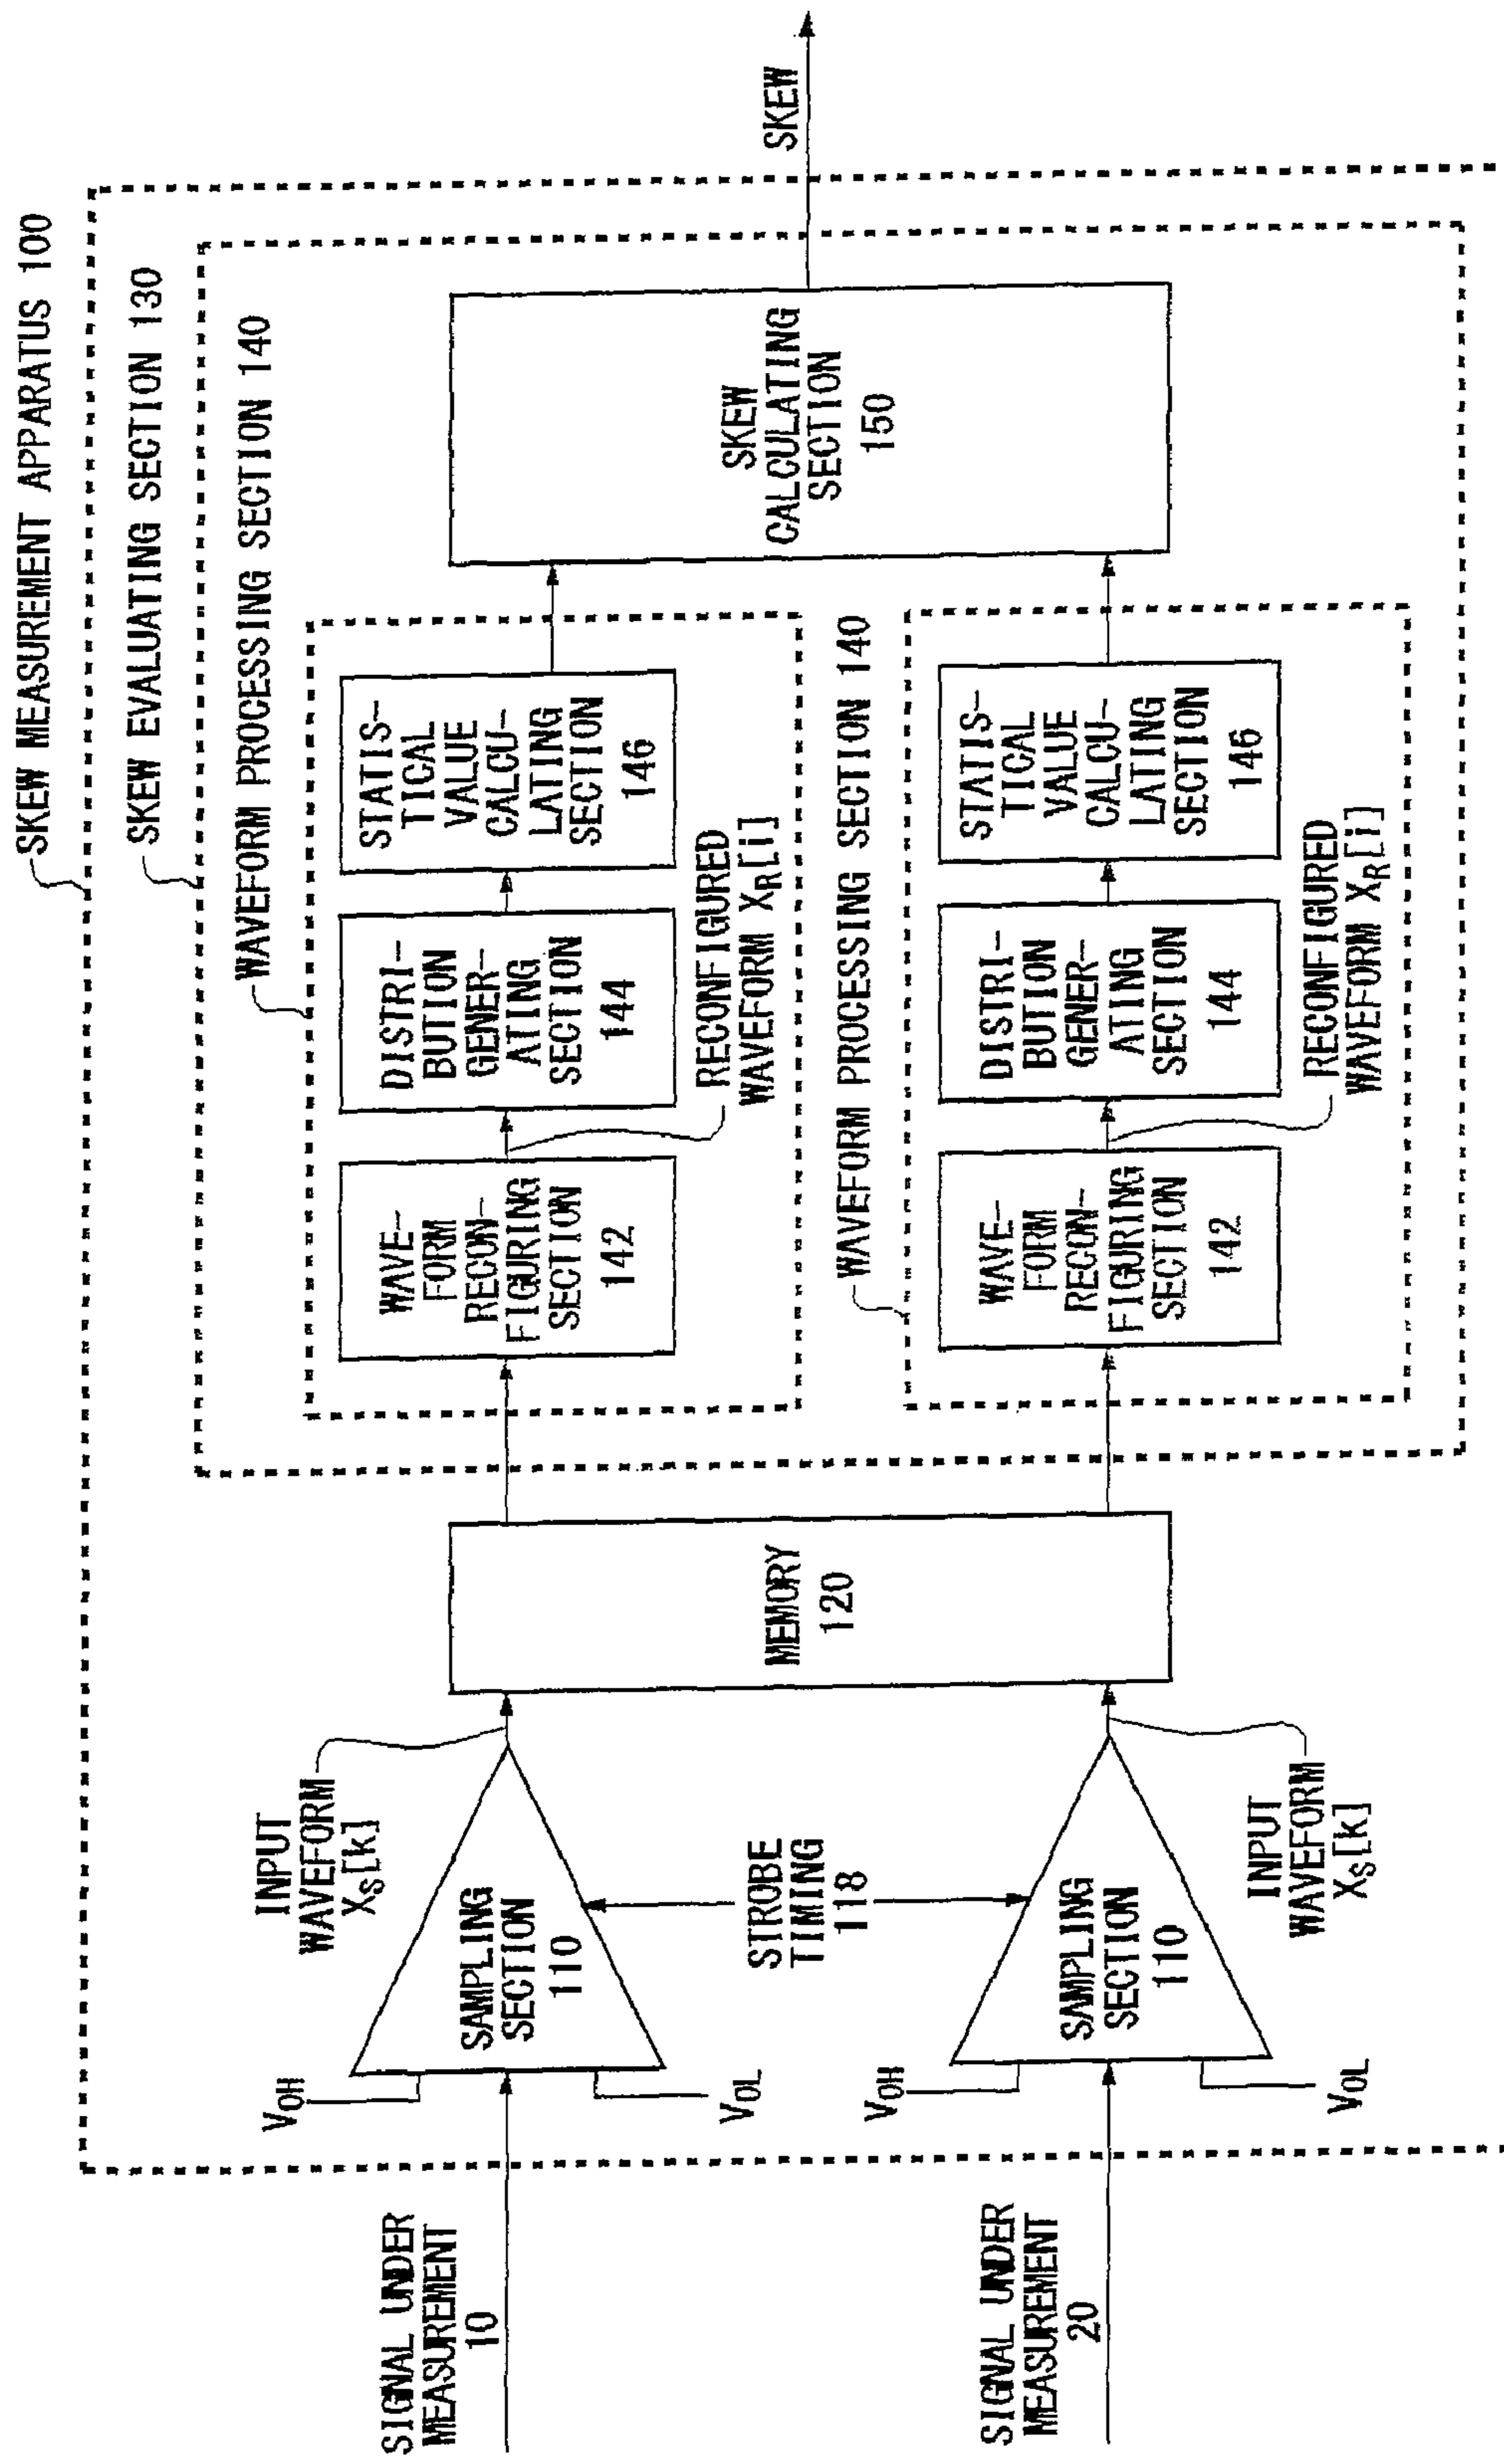 SKEW MEASUREMENT APPARATUS 100
SKEW EVALUATING SECTION 130
WAVEFORM PROCESSING SECTION 140
SIGNAL UNDER
MEASUREMENT
10
VOH
VOL
SAMPLING
SECTION
110
INPUT
WAVEFORM
XS[k]
STROBE
TIMING
118
SIGNAL UNDER
MEASUREMENT
20
VOH
VOL
SAMPLING
SECTION
110
INPUT
WAVEFORM
XS[k]
MEMORY
120
WAVE-
FORM
RECON-
FIGURING
SECTION
142
DISTRI-
BUTION
GENER-
ATING
SECTION
144
STATIS-
TICAL
VALUE
CALCU-
LATING
SECTION
146
RECONFIGURED
WAVEFORM XR[i]
WAVEFORM PROCESSING SECTION 140
WAVE-
FORM
RECON-
FIGURING
SECTION
142
DISTRI-
BUTION
GENER-
ATING
SECTION
144
STATIS-
TICAL
VALUE
CALCU-
LATING
SECTION
146
RECONFIGURED
WAVEFORM XR[i]
SKEW
CALCULATING
SECTION
150
SKEW